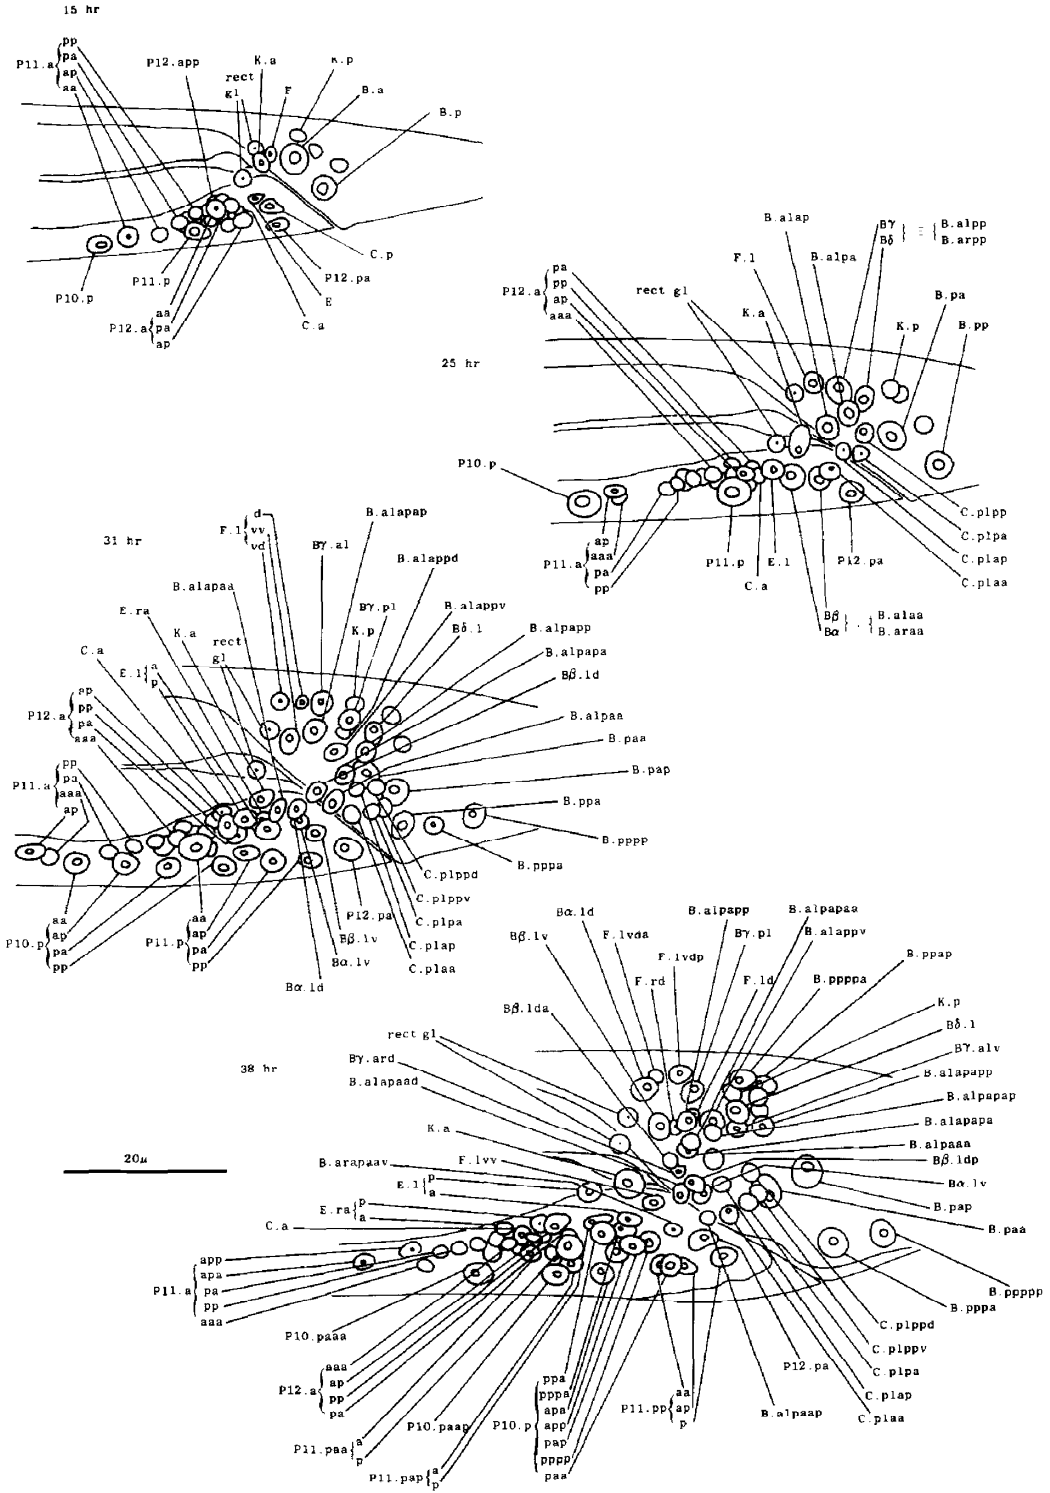 15 hr
P11.a { pp
pa
ap
aa
P12.app
rect
gl
K.a
F
K.p
B.a
B.p
P10.p
P11.p
P12.a { aa
pa
ap
C.a
E
P12.pa
C.p
25 hr
P12.a { pa
pp
ap
aaa
rect gl
F.l
K.a
B.alap
B.alpa
Bγ
Bδ } { B.alpp
B.arpp
K.p
B.pa
B.pp
P10.p
P11.a { ap
aaa
pa
pp
P11.p
C.a
E.l
Bβ
Bα } { B.alaa
B.araa
P12.pa
C.plpp
C.plpa
C.plap
C.plaa
31 hr
F.l { d
vv
vd
Bγ.al
B.alapap
B.alappd
B.alapaa
E.ra
K.a
rect
gl
C.a
E.l { a
p
Bγ.pl
K.p
B.alappv
Bδ.l
B.alpapp
B.alpapa
Bβ.ld
B.alpaa
B.paa
B.pap
B.ppa
B.pppp
B.pppa
P12.a { ap
pp
pa
aaa
P11.a { pp
pa
aaa
ap
P10.p { aa
ap
pa
pp
P11.p { aa
ap
pa
pp
Bα.ld
Bα.lv
Bβ.lv
P12.pa
C.plppd
C.plppv
C.plpa
C.plap
C.plaa
38 hr
20μ
Bα.ld
Bβ.lv
F.lvda
F.lvdp
F.rd
Bβ.lda
B.alpapp
Bγ.pl
F.ld
B.alpapaa
B.alappv
B.ppppa
B.ppap
K.p
Bδ.l
Bγ.alv
B.alapapp
B.alpapap
B.alapapa
B.alpaaa
Bβ.ldp
Bα.lv
B.pap
B.paa
B.ppppp
B.pppa
rect gl
Bγ.ard
B.alapaad
K.a
B.arapaav
F.lvv
E.l { p
a
E.ra { p
a
C.a
P11.a { app
apa
pa
pp
aaa
P10.paaa
P12.a { aaa
ap
pp
pa
P11.paa { a
p
P10.paap
P11.pap { a
p
P10.p { ppa
pppa
apa
app
pap
pppp
paa
P11.pp { aa
ap
p
B.alpaap
P12.pa
C.plppd
C.plppv
C.plpa
C.plap
C.plaa